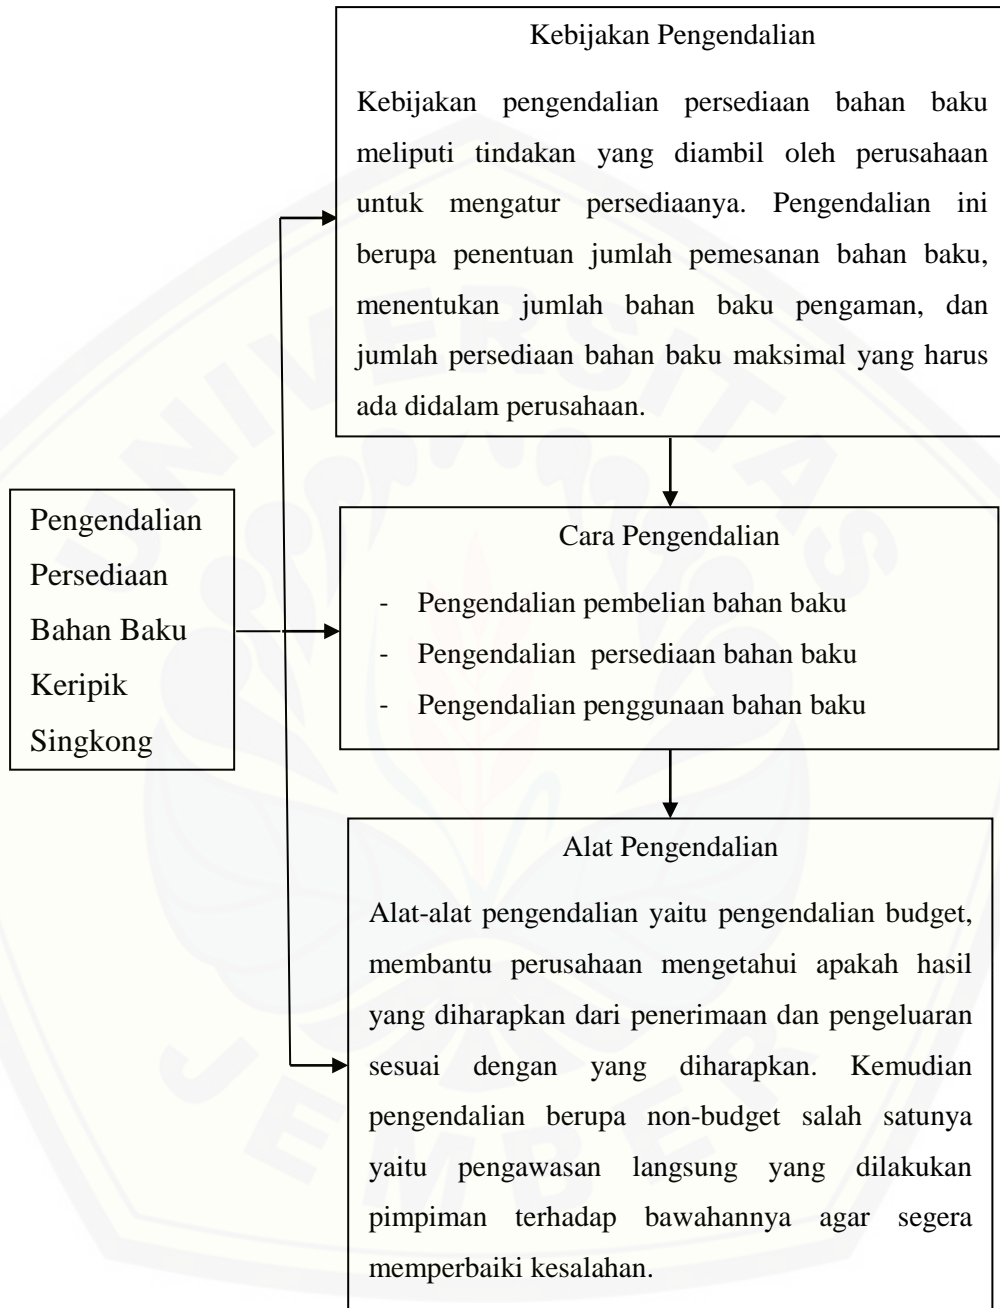 Kebijakan Pengendalian
Kebijakan pengendalian persediaan bahan baku
meliputi tindakan yang diambil oleh perusahaan
untuk mengatur persediaanya. Pengendalian ini
berupa penentuan jumlah pemesanan bahan baku,
menentukan jumlah bahan baku pengaman, dan
jumlah persediaan bahan baku maksimal yang harus
ada didalam perusahaan.
Pengendalian
Persediaan
Bahan Baku
Keripik
Singkong
Cara Pengendalian
- Pengendalian pembelian bahan baku
- Pengendalian persediaan bahan baku
- Pengendalian penggunaan bahan baku
Alat Pengendalian
Alat-alat pengendalian yaitu pengendalian budget,
membantu perusahaan mengetahui apakah hasil
yang diharapkan dari penerimaan dan pengeluaran
sesuai dengan yang diharapkan. Kemudian
pengendalian berupa non-budget salah satunya
yaitu pengawasan langsung yang dilakukan
pimpiman terhadap bawahannya agar segera
memperbaiki kesalahan.
UNIVERSITAS
JEMBER